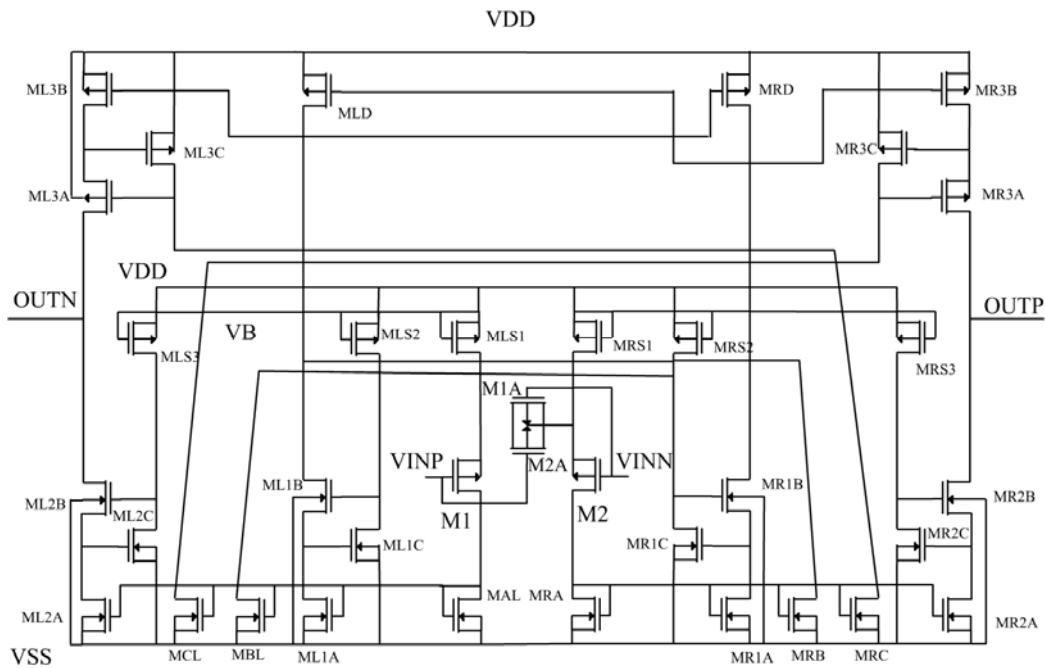 VDD
ML3B
MLD
MRD
MR3B
ML3C
MR3C
ML3A
MR3A
VDD
OUTN
OUTP
VB
MLS3
MLS2
MLS1
MRS1
MRS2
MRS3
M1A
VINP
M2A
VINN
ML1B
MR1B
ML2B
ML2C
M1
M2
MR2B
MR2C
ML1C
MR1C
MAL
MRA
ML2A
MR2A
VSS
MCL
MBL
ML1A
MR1A
MRB
MRC